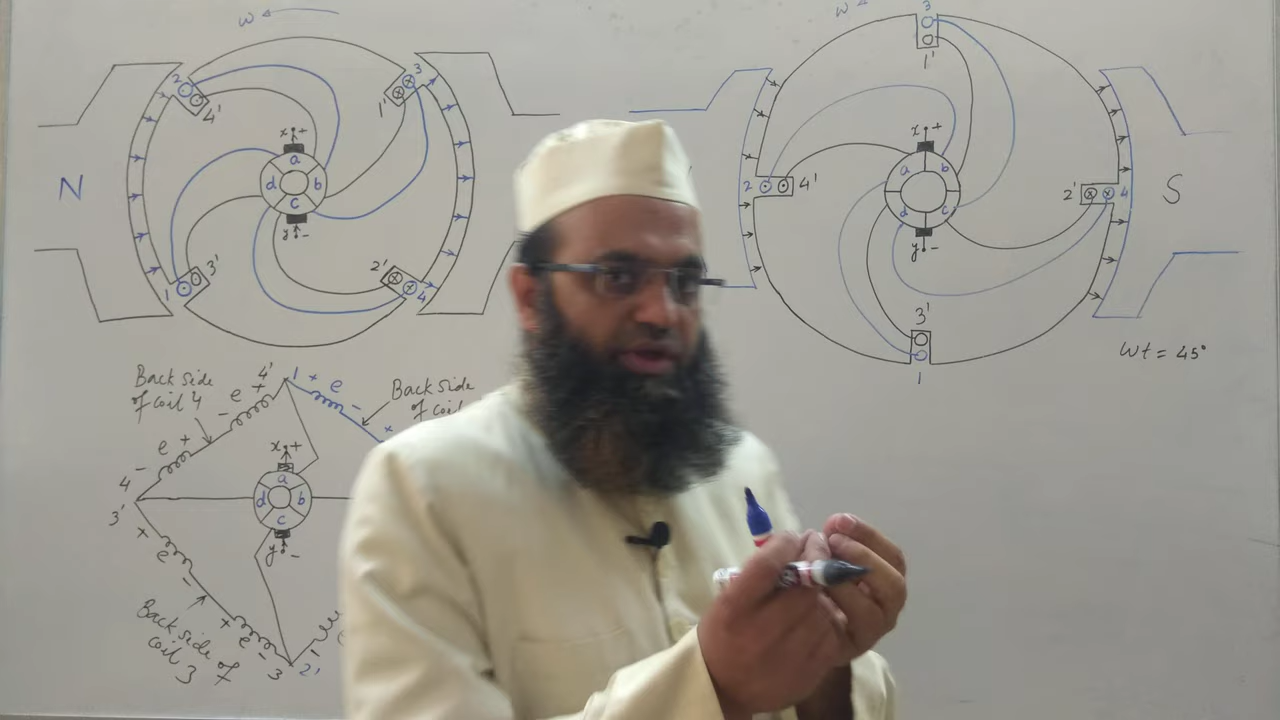 ω
2
4'
3
1'
x +
a
d
b
c
y -
N
1
3'
2'
4
Back side
of coil 4
4'
1
+ e -
- e +
- e +
+
Back side
of coil
x +
4
3'
a
d
b
c
y -
+ e -
+ e -
Back side of
coil 3
3
2'
-
ω
3
1'
x +
a
b
d
c
y -
2
4'
2'
4
S
3'
1
ωt = 45°